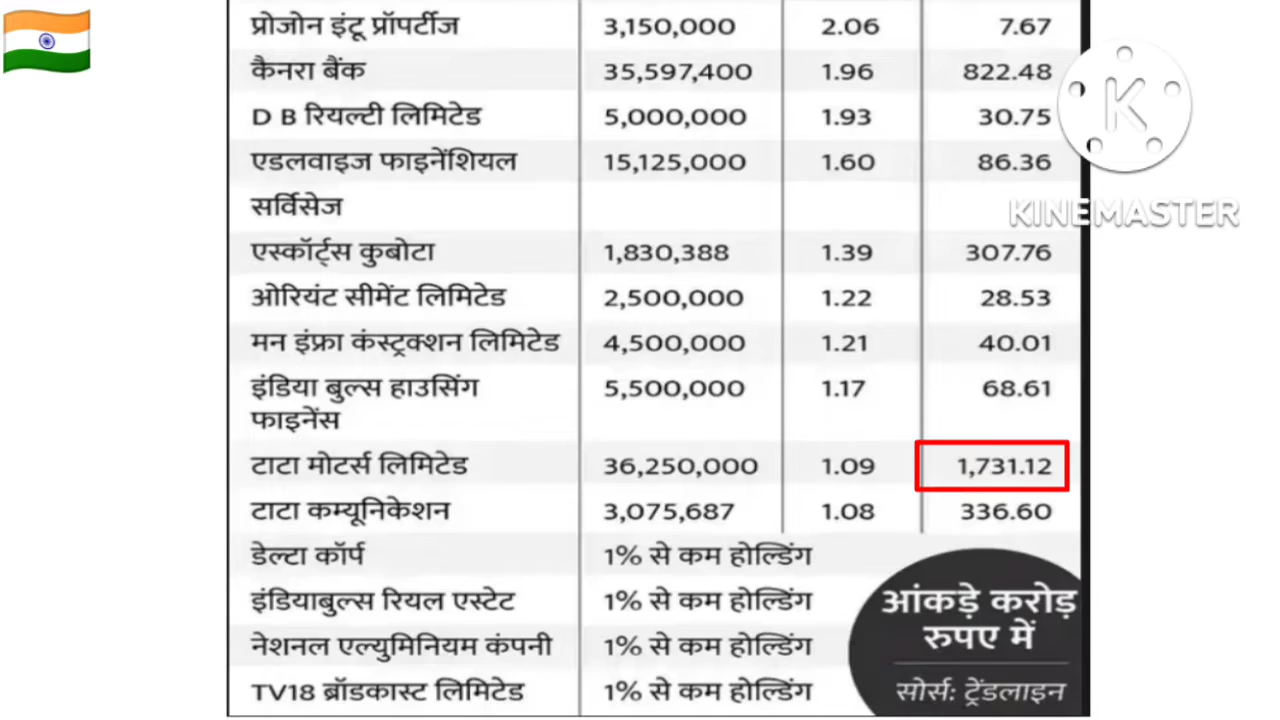 प्रोजोन इंटू प्रॉपर्टीज 3,150,000 2.06 7.67
कैनरा बैंक 35,597,400 1.96 822.48
D B रियल्टी लिमिटेड 5,000,000 1.93 30.75
एडलवाइज फाइनेंशियल 15,125,000 1.60 86.36
सर्विसेज
KINEMASTER
एस्कॉर्ट्स कुबोटा 1,830,388 1.39 307.76
ओरियंट सीमेंट लिमिटेड 2,500,000 1.22 28.53
मन इंफ्रा कंस्ट्रक्शन लिमिटेड 4,500,000 1.21 40.01
इंडिया बुल्स हाउसिंग 5,500,000 1.17 68.61
फाइनेंस
टाटा मोटर्स लिमिटेड 36,250,000 1.09 1,731.12
टाटा कम्यूनिकेशन 3,075,687 1.08 336.60
डेल्टा कॉर्प 1% से कम होल्डिंग
इंडियाबुल्स रियल एस्टेट 1% से कम होल्डिंग
नेशनल एल्युमिनियम कंपनी 1% से कम होल्डिंग
TV18 ब्रॉडकास्ट लिमिटेड 1% से कम होल्डिंग
आंकड़े करोड़
रुपए में
सोर्स: ट्रेंडलाइन